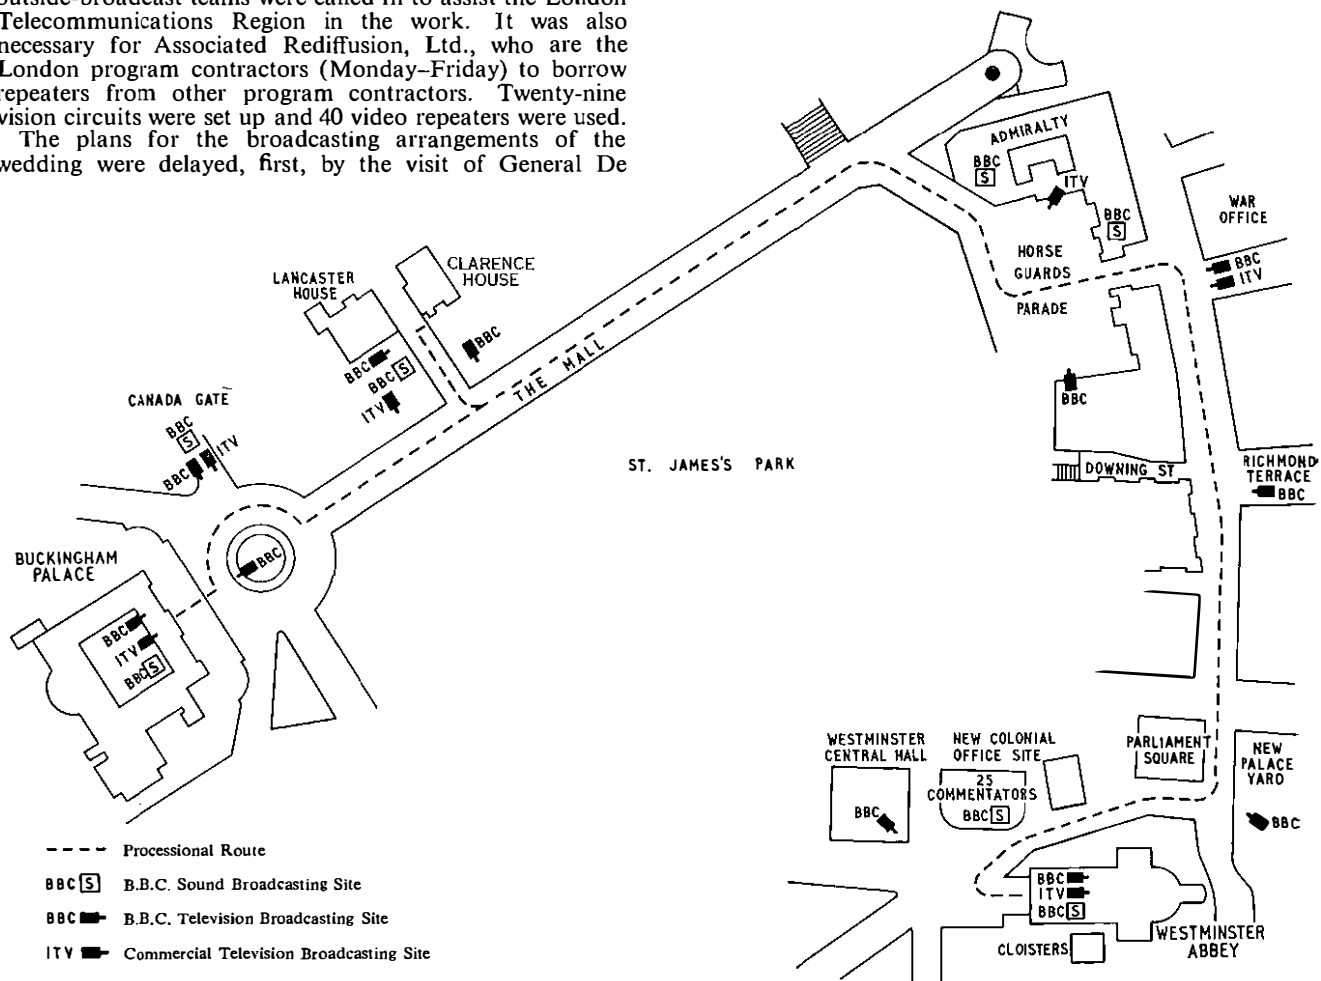 outside-broadcast teams were called in to assist the London
Telecommunications Region in the work. It was also
necessary for Associated Rediffusion, Ltd., who are the
London program contractors (Monday–Friday) to borrow
repeaters from other program contractors. Twenty-nine
vision circuits were set up and 40 video repeaters were used.
The plans for the broadcasting arrangements of the
wedding were delayed, first, by the visit of General De
ADMIRALTY
BBC
S
ITV
BBC
S
WAR
OFFICE
BBC
ITV
HORSE
GUARDS
PARADE
CLARENCE
HOUSE
LANCASTER
HOUSE
BBC
BBC
BBC S
ITV
THE MALL
BBC
CANADA GATE
BBC
S
ITV
BBC
ST. JAMES'S PARK
DOWNING ST
RICHMOND
TERRACE
BBC
BUCKINGHAM
PALACE
BBC
BBC
ITV
BBC S
WESTMINSTER
CENTRAL HALL
BBC
NEW COLONIAL
OFFICE SITE
25
COMMENTATORS
BBC S
PARLIAMENT
SQUARE
NEW
PALACE
YARD
BBC
BBC
ITV
BBC S
CLOISTERS
WESTMINSTER
ABBEY
Processional Route
BBC S B.B.C. Sound Broadcasting Site
BBC B.B.C. Television Broadcasting Site
ITV Commercial Television Broadcasting Site